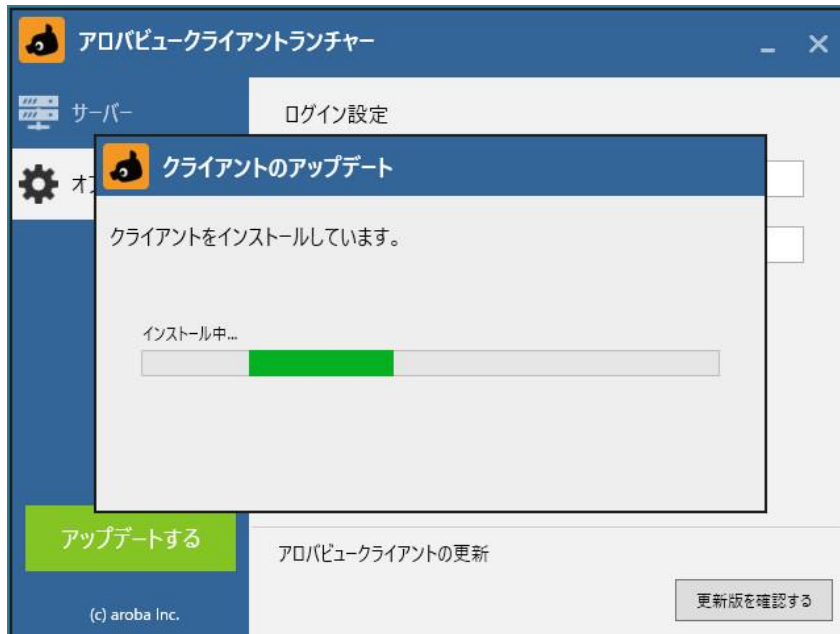 アロバビュークライアントランチャー
サーバー
ログイン設定
クライアントのアップデート
クライアントをインストールしています。
インストール中...
アップデートする
アロバビュークライアントの更新
更新版を確認する
(c) aroba Inc.